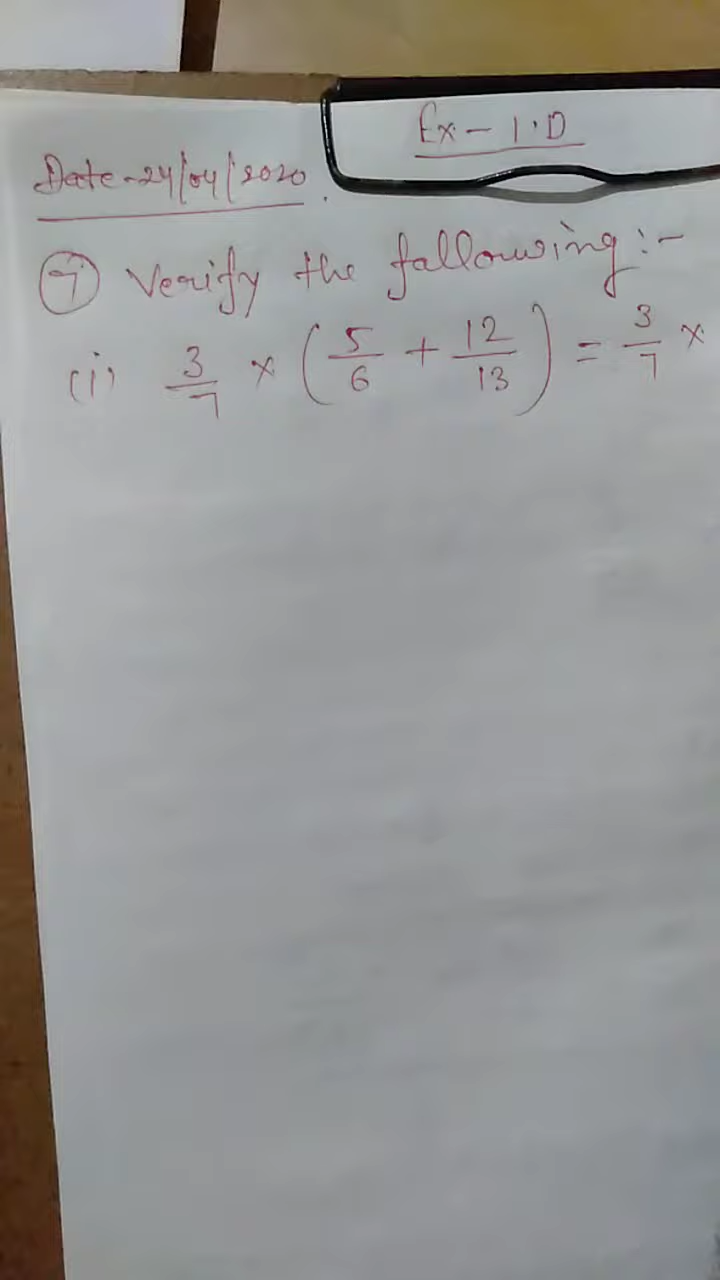 Ex - 1.D
Date - 24/04/2020.
(7) Verify the fallowing :-
(i) 3/7 × (5/6 + 12/13) = 3/7 ×